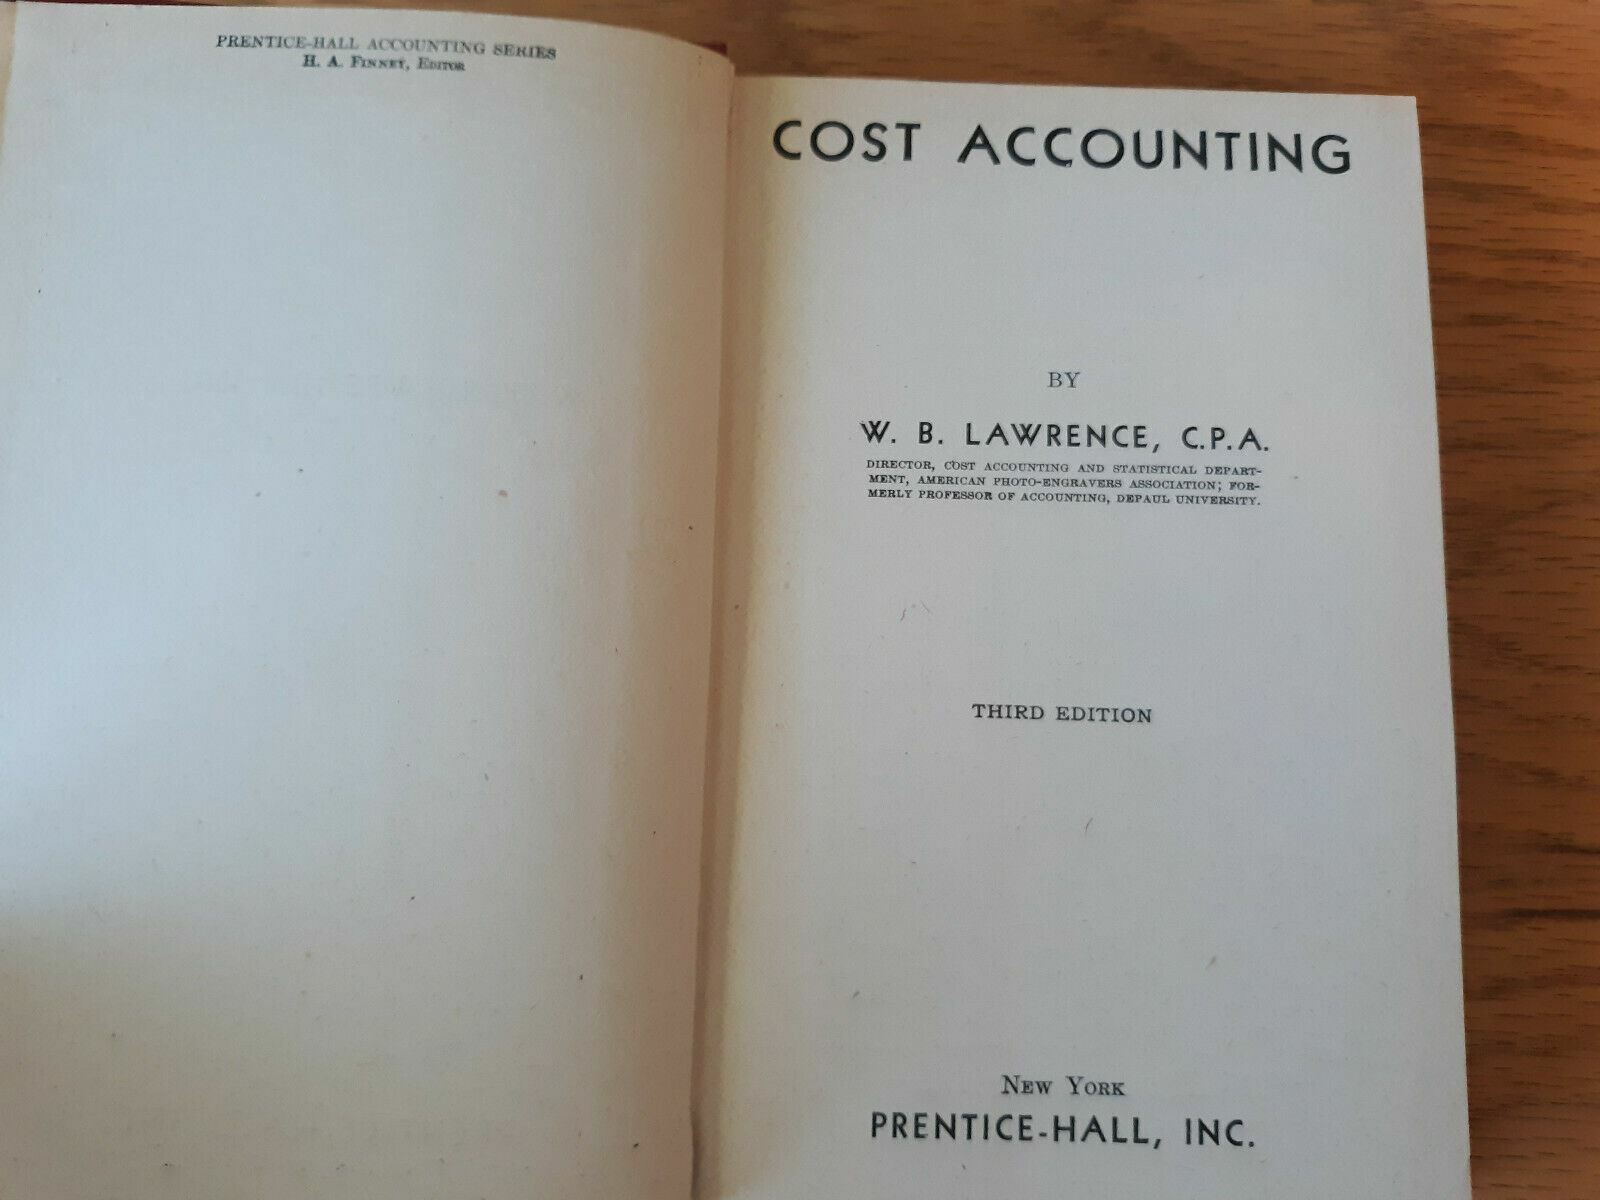 PRENTICE-HALL ACCOUNTING SERIES
H. A. FINNEY, EDITOR
COST ACCOUNTING
BY
W. B. LAWRENCE, C.P.A.
DIRECTOR, COST ACCOUNTING AND STATISTICAL DEPART-
MENT, AMERICAN PHOTO-ENGRAVERS ASSOCIATION; FOR-
MERLY PROFESSOR OF ACCOUNTING, DEPAUL UNIVERSITY.
THIRD EDITION
NEW YORK
PRENTICE-HALL, INC.